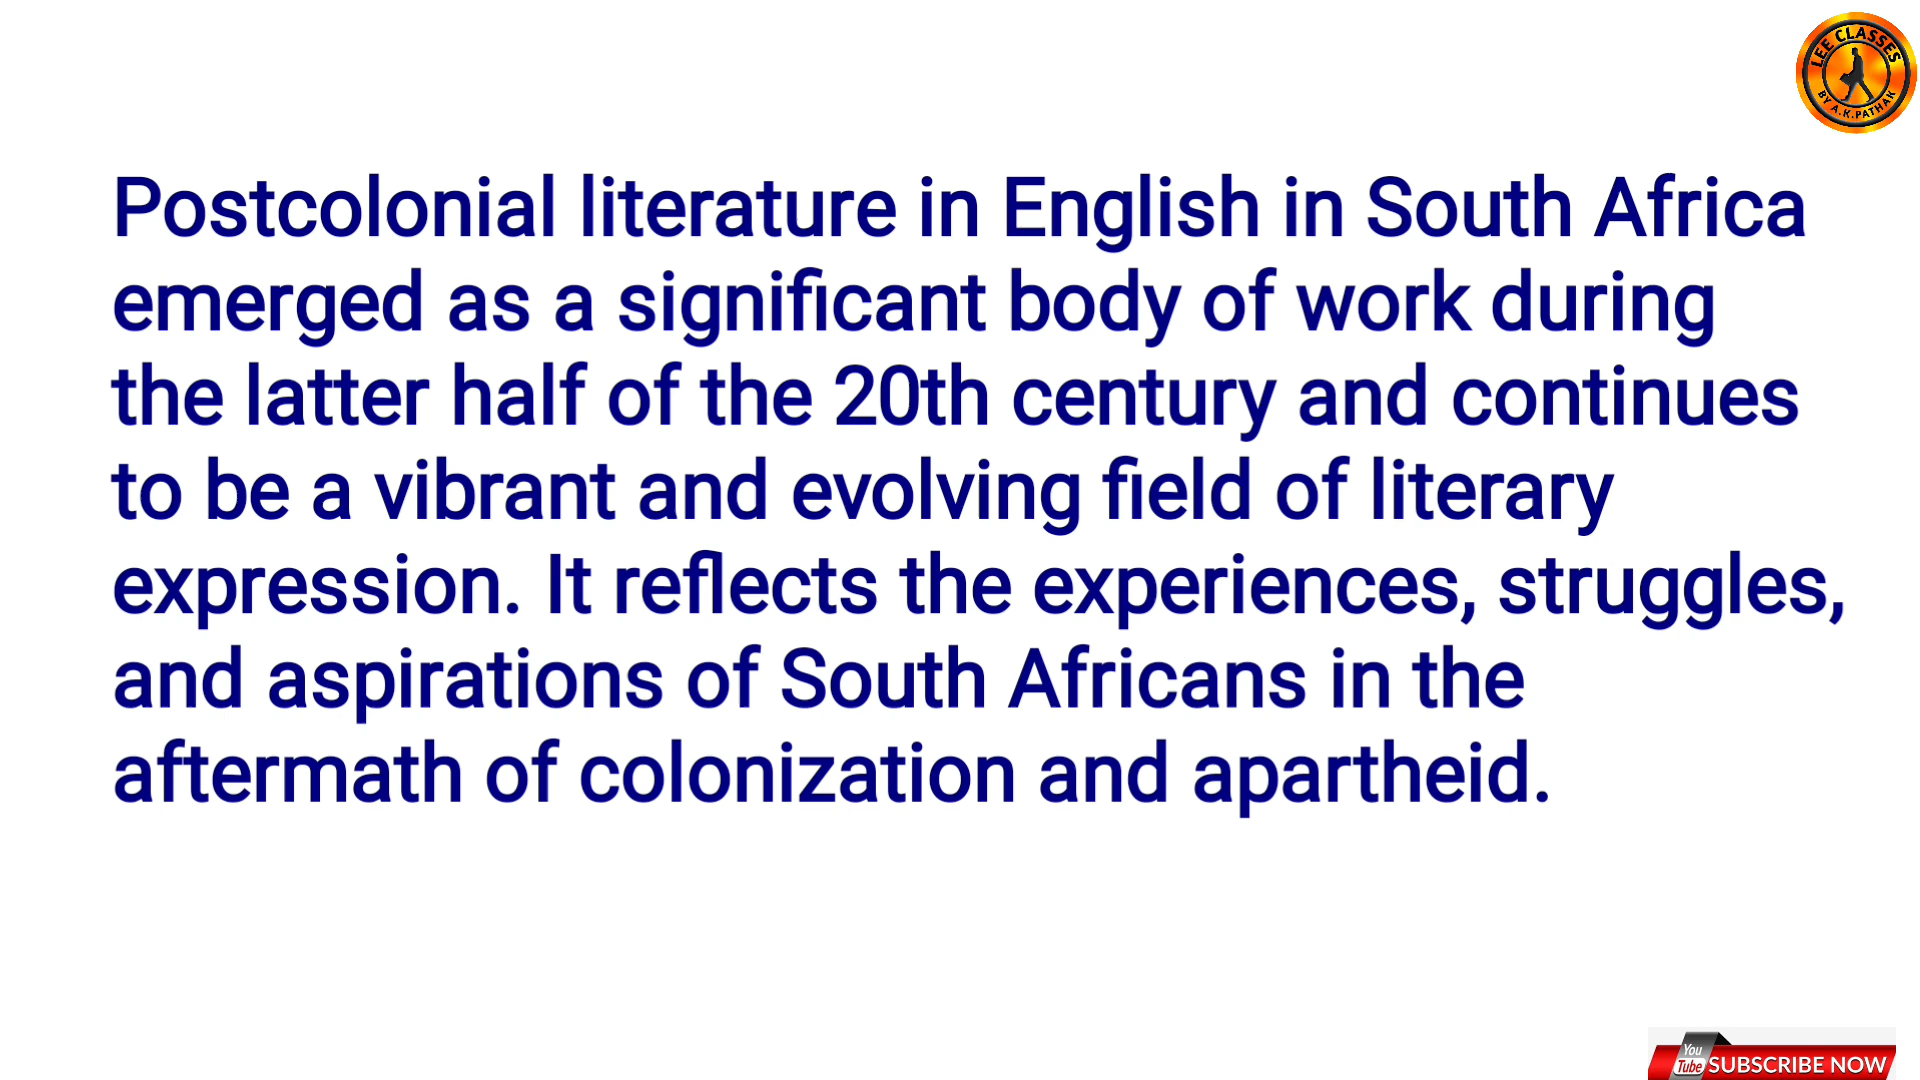 LEE CLASSES
BY A.K.PATHAK
Postcolonial literature in English in South Africa
emerged as a significant body of work during
the latter half of the 20th century and continues
to be a vibrant and evolving field of literary
expression. It reflects the experiences, struggles,
and aspirations of South Africans in the
aftermath of colonization and apartheid.
You
Tube SUBSCRIBE NOW